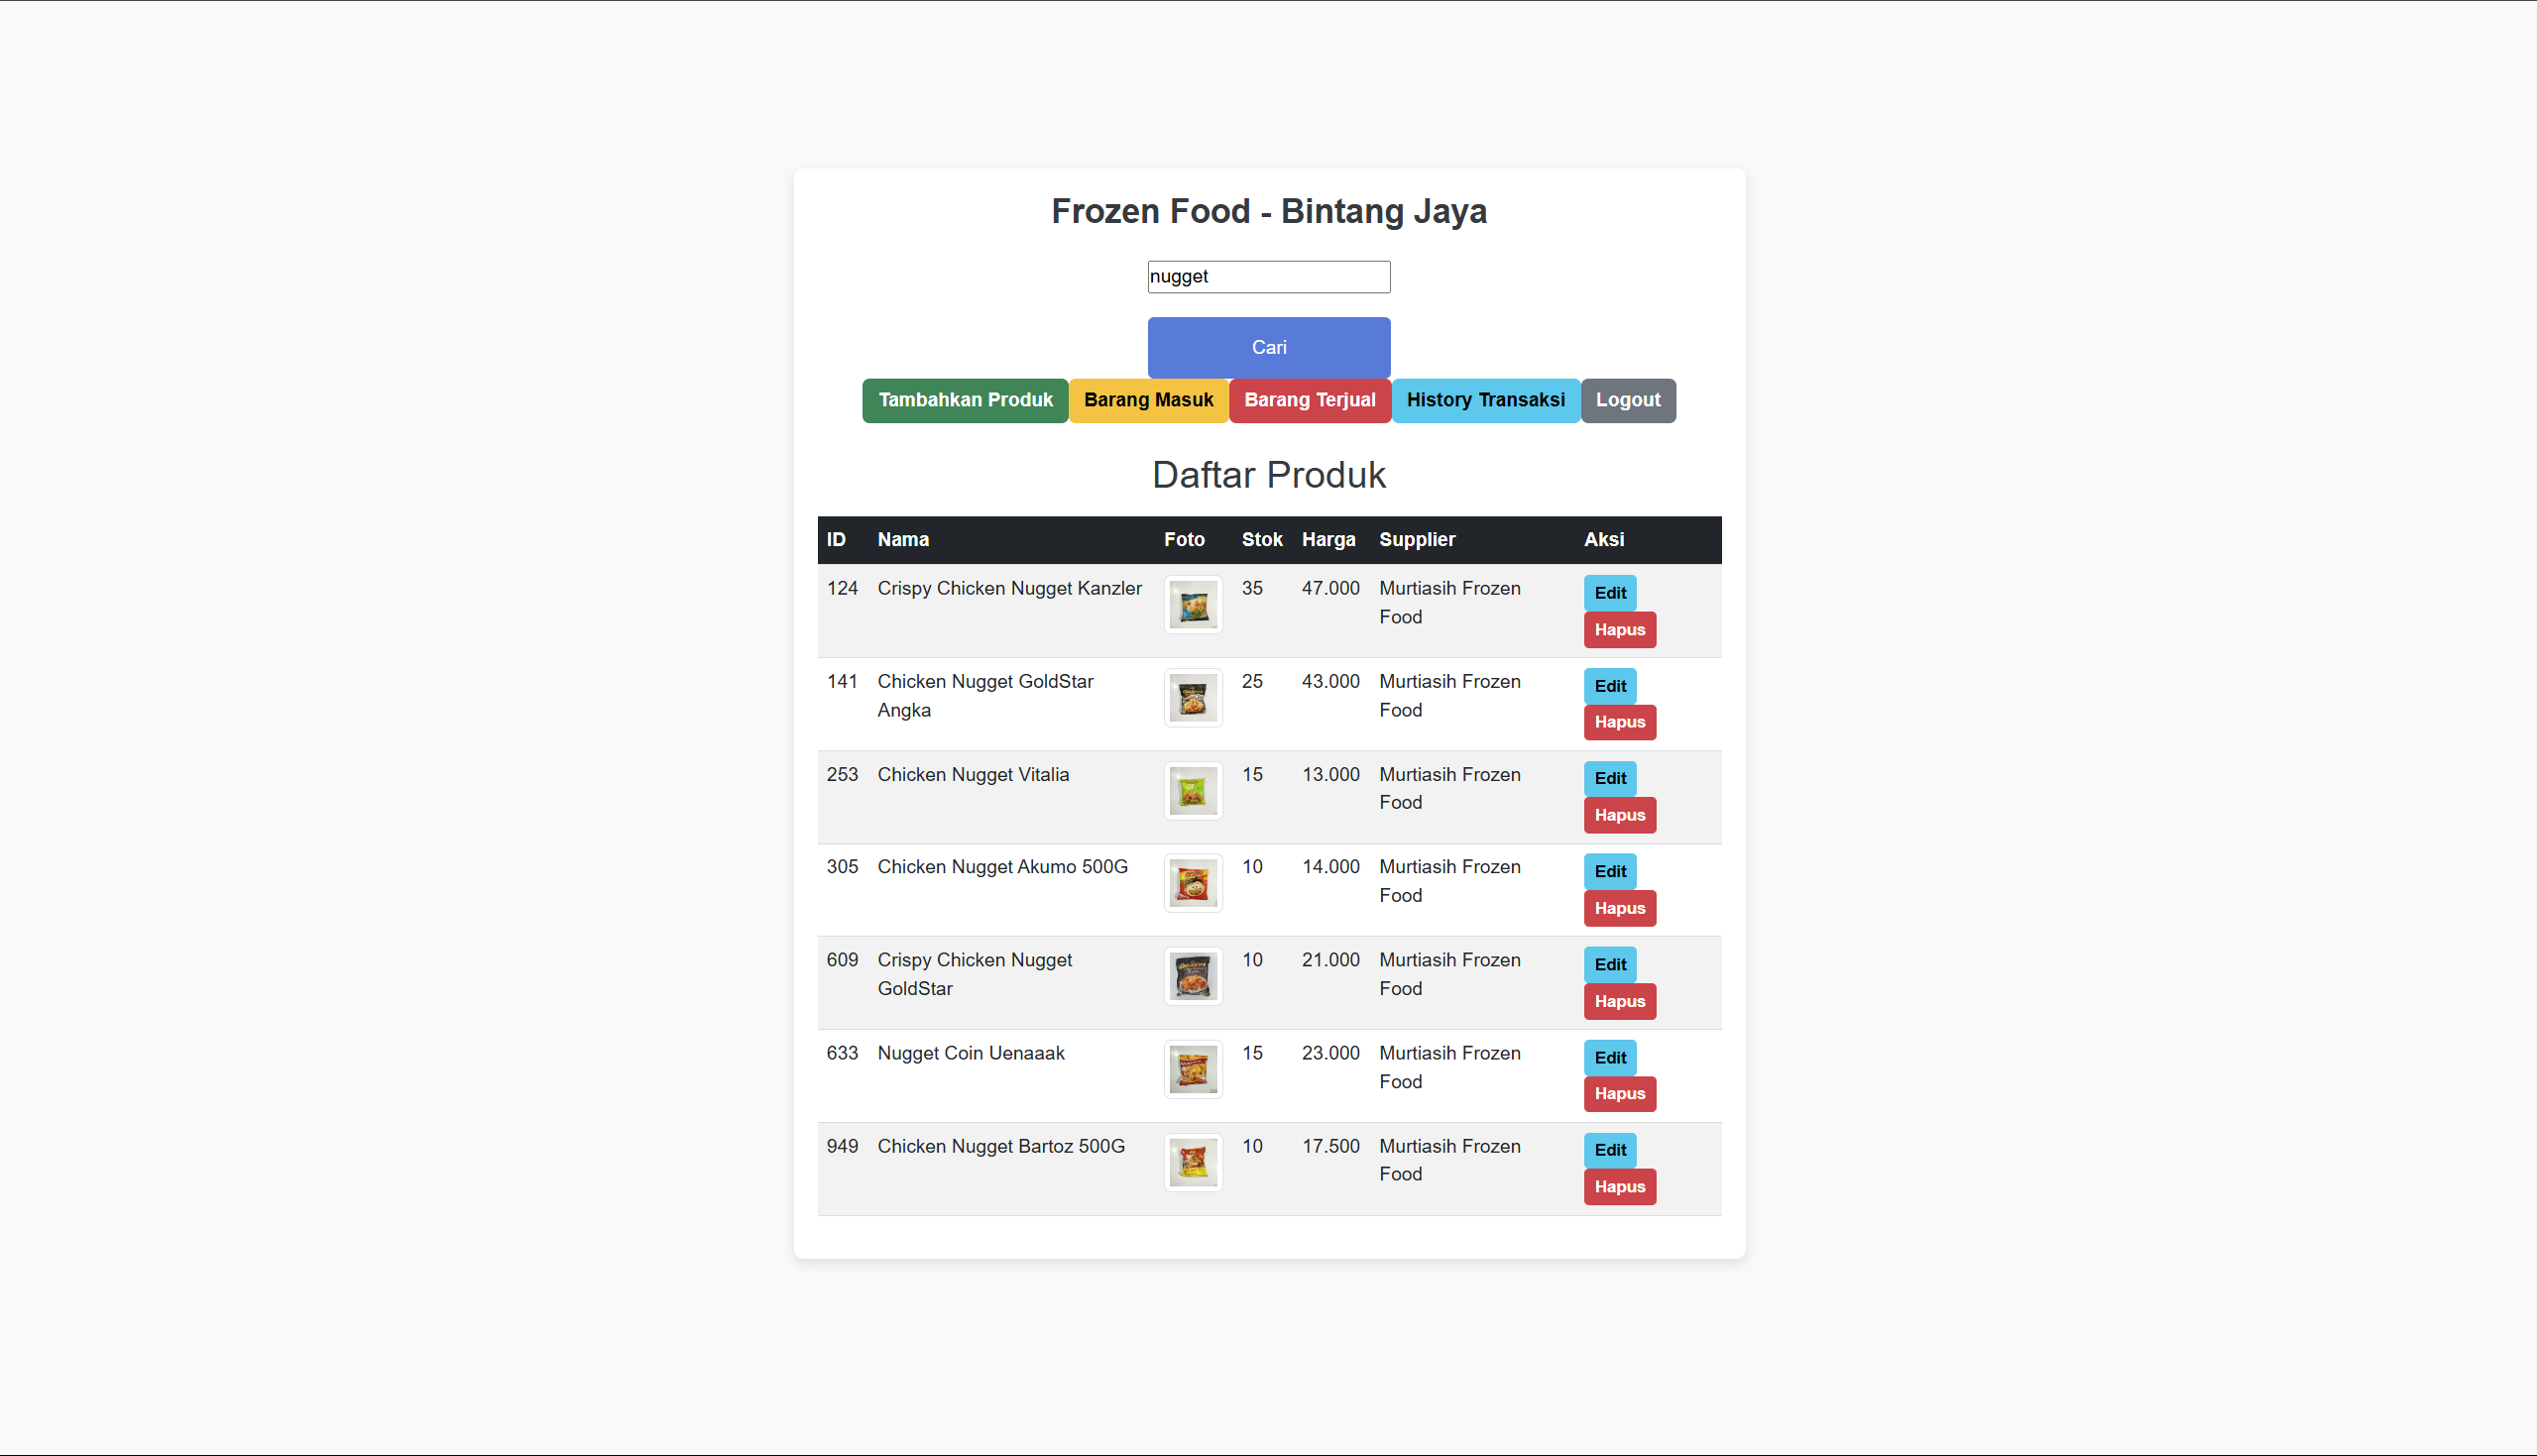 Frozen Food - Bintang Jaya
nugget
Cari
Tambahkan Produk Barang Masuk Barang Terjual History Transaksi Logout
Daftar Produk
ID Nama Foto Stok Harga Supplier Aksi
124 Crispy Chicken Nugget Kanzler 35 47.000 Murtiasih Frozen Edit
Food Hapus
141 Chicken Nugget GoldStar 25 43.000 Murtiasih Frozen Edit
Angka Food Hapus
253 Chicken Nugget Vitalia 15 13.000 Murtiasih Frozen Edit
Food Hapus
305 Chicken Nugget Akumo 500G 10 14.000 Murtiasih Frozen Edit
Food Hapus
609 Crispy Chicken Nugget 10 21.000 Murtiasih Frozen Edit
GoldStar Food Hapus
633 Nugget Coin Uenaaak 15 23.000 Murtiasih Frozen Edit
Food Hapus
949 Chicken Nugget Bartoz 500G 10 17.500 Murtiasih Frozen Edit
Food Hapus